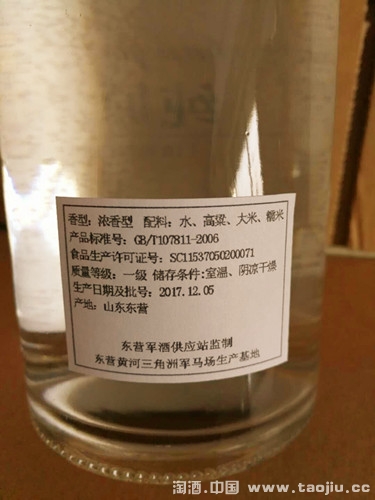 香型：浓香型 配料：水、高粱、大米、糯米
产品标准号：GB/T107811-2006
食品生产许可证号：SC11537050200071
质量等级：一级 储存条件:室温、阴凉干燥
生产日期及批号：2017.12.05
产地：山东东营
东营军酒供应站监制
东营黄河三角洲军马场生产基地
淘酒.中国·www.taojiu.cc